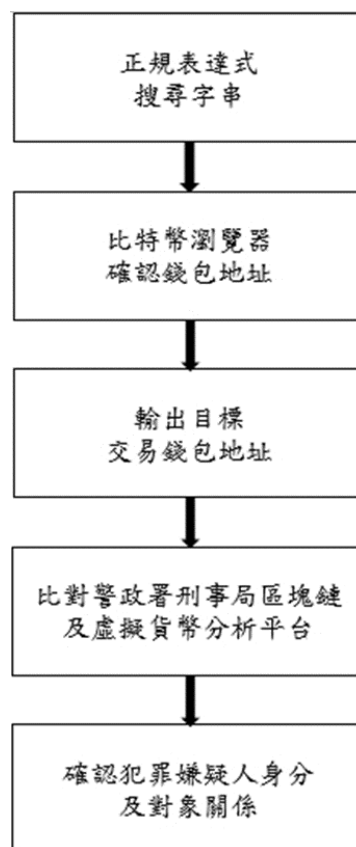 正規表達式
搜尋字串
比特幣瀏覽器
確認錢包地址
輸出目標
交易錢包地址
比對警政署刑事局區塊鏈
及虛擬貨幣分析平台
確認犯罪嫌疑人身分
及對象關係